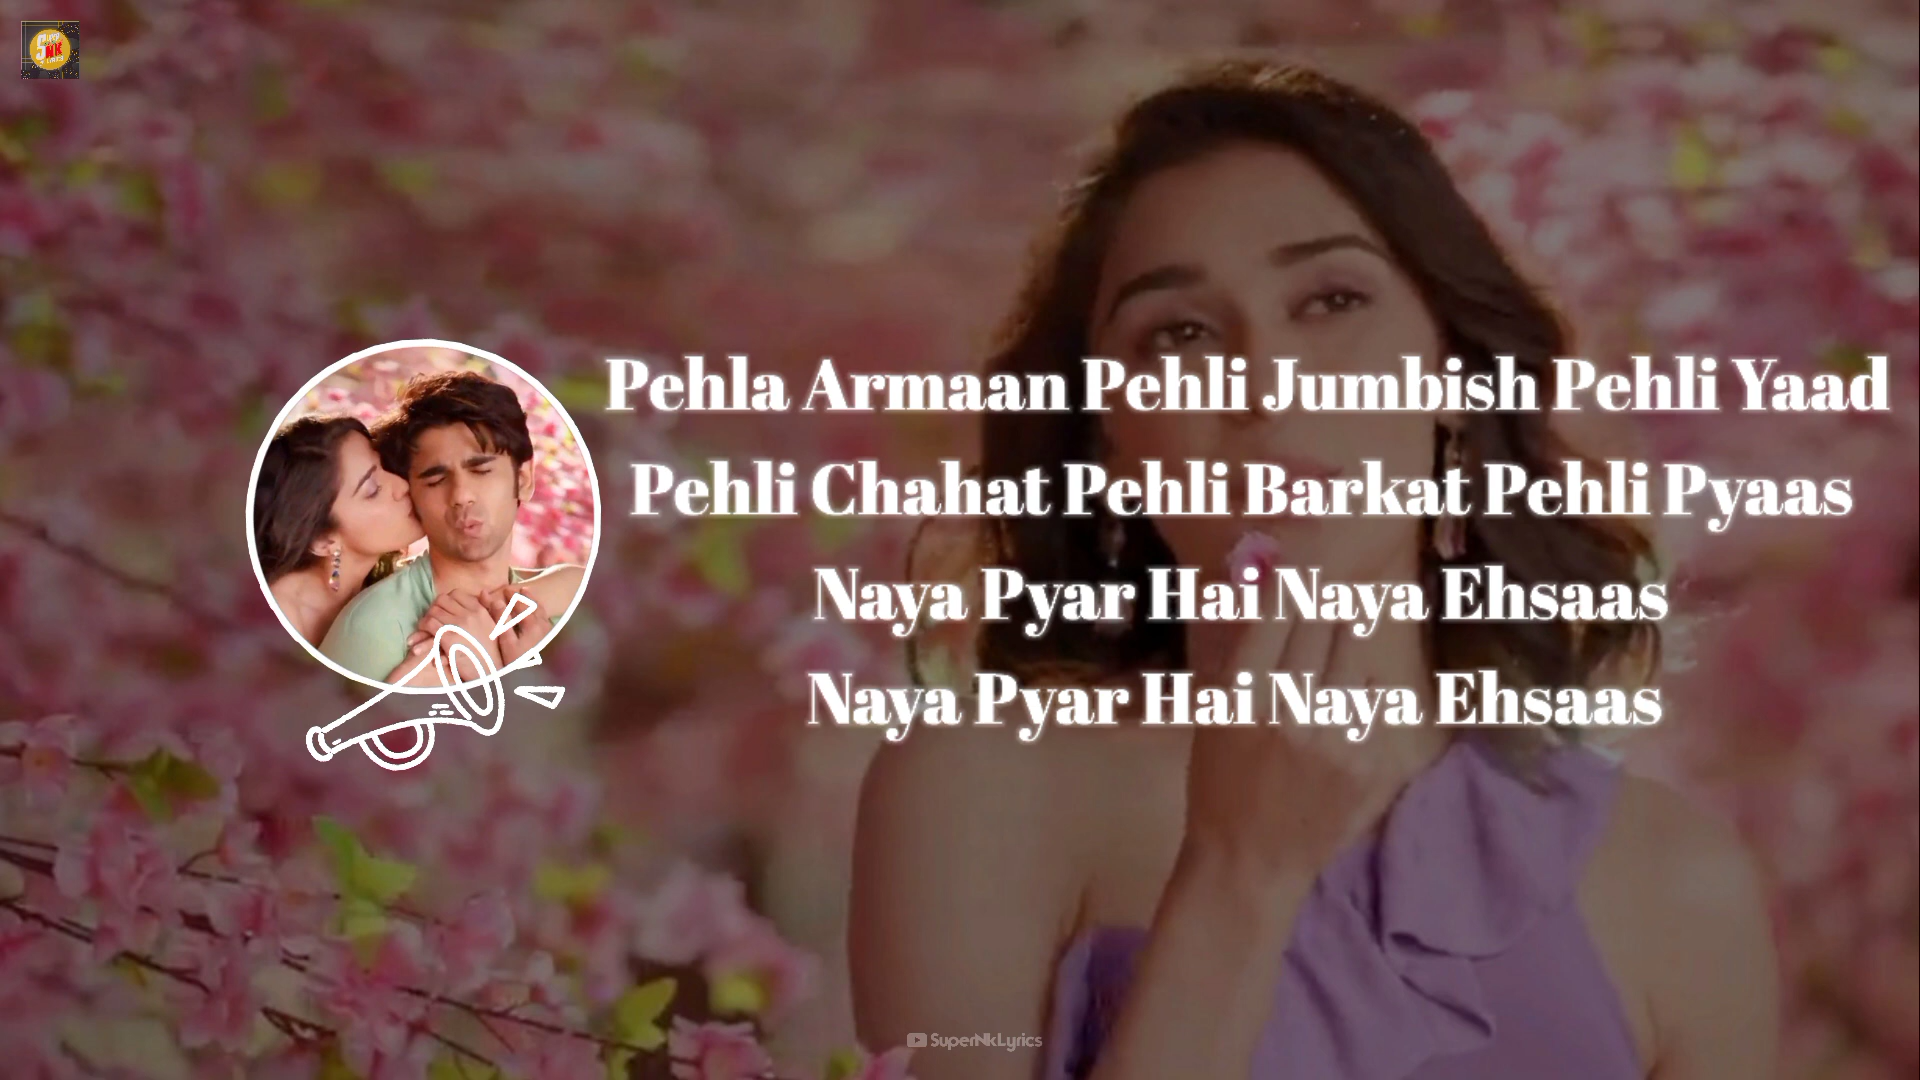 Pehla Armaan Pehli Jumbish Pehli Yaad
Pehli Chahat Pehli Barkat Pehli Pyaas
Naya Pyar Hai Naya Ehsaas
Naya Pyar Hai Naya Ehsaas
SuperNkLyrics